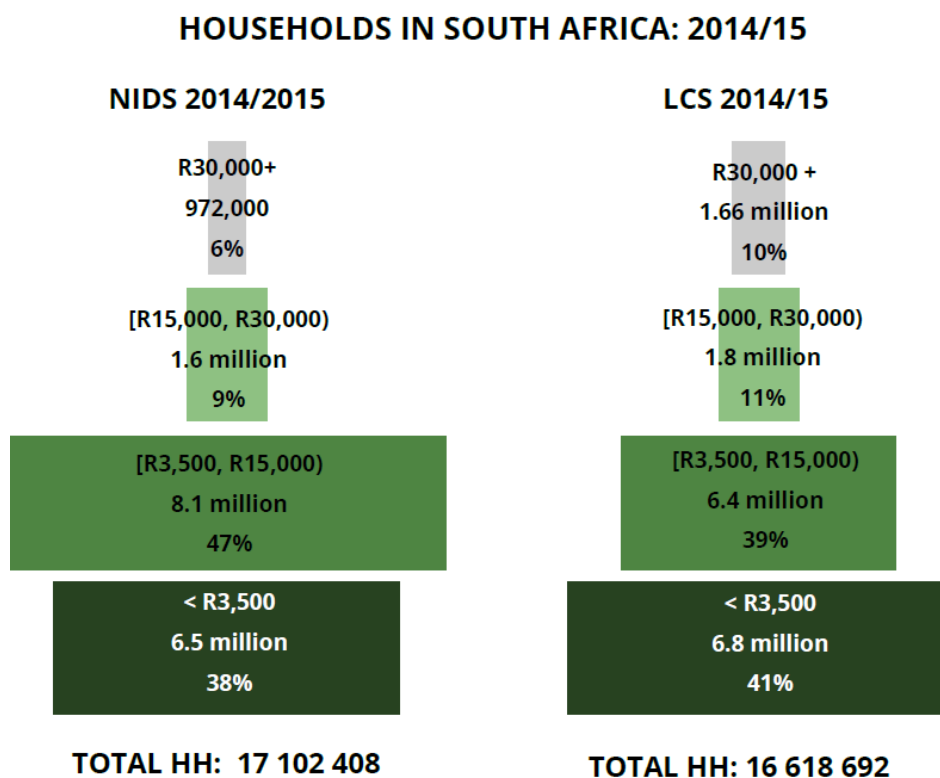 HOUSEHOLDS IN SOUTH AFRICA: 2014/15
NIDS 2014/2015
R30,000+
972,000
6%
[R15,000, R30,000)
1.6 million
9%
[R3,500, R15,000)
8.1 million
47%
< R3,500
6.5 million
38%
TOTAL HH: 17 102 408
LCS 2014/15
R30,000 +
1.66 million
10%
[R15,000, R30,000)
1.8 million
11%
[R3,500, R15,000)
6.4 million
39%
< R3,500
6.8 million
41%
TOTAL HH: 16 618 692